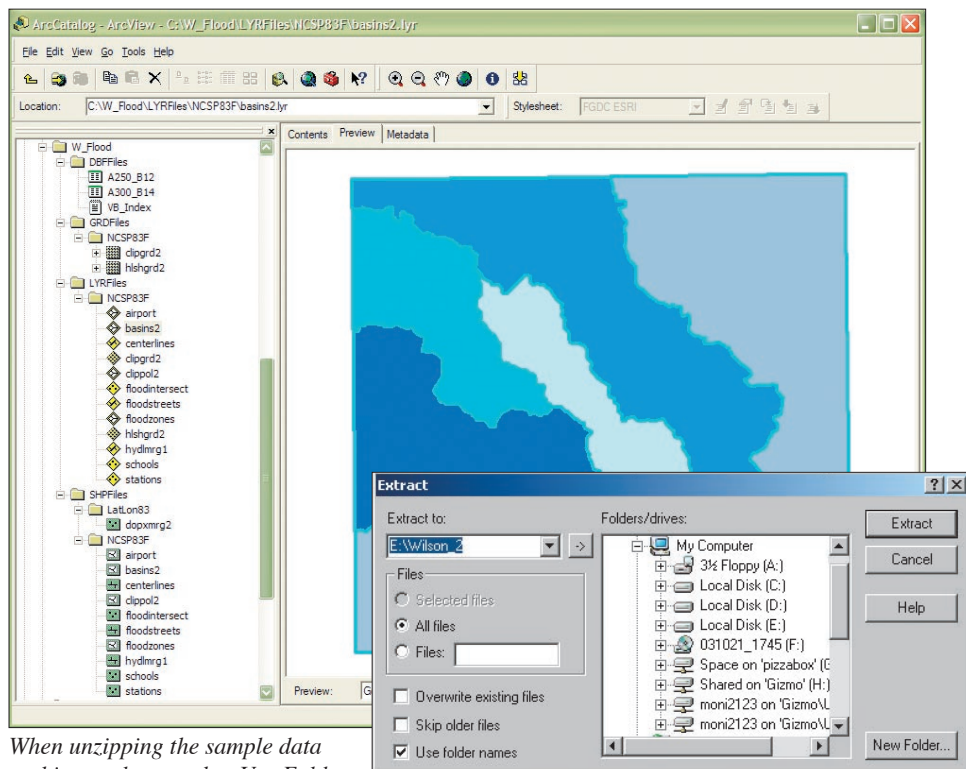 ArcCatalog - ArcView - C:\W_Flood\LYRFiles\NCSP83F\basins2.lyr
File Edit View Go Tools Help
Location: C:\W_Flood\LYRFiles\NCSP83F\basins2.lyr Stylesheet: FGDC ESRI
Contents Preview Metadata
W_Flood
DBFFiles
A250_B12
A300_B14
VB_Index
GRDFiles
NCSP83F
clipgrd2
hlshgrd2
LYRFiles
NCSP83F
airport
basins2
centerlines
clipgrd2
clippol2
floodintersect
floodstreets
floodzones
hlshgrd2
hydlmrg1
schools
stations
SHPFiles
LatLon83
dopxmrg2
NCSP83F
airport
basins2
centerlines
clippol2
floodintersect
floodstreets
floodzones
hydlmrg1
schools
stations
Preview: G
Extract
Extract to:
E:\Wilson_2
Files
Selected files
All files
Files:
Overwrite existing files
Skip older files
Use folder names
Folders/drives:
My Computer
3½ Floppy (A:)
Local Disk (C:)
Local Disk (D:)
Local Disk (E:)
031021_1745 (F:)
Space on 'pizzabox' (G
Shared on 'Gizmo' (H:)
moni2123 on 'Gizmo\L
moni2123 on 'Gizmo\L
Extract
Cancel
Help
New Folder...
When unzipping the sample data